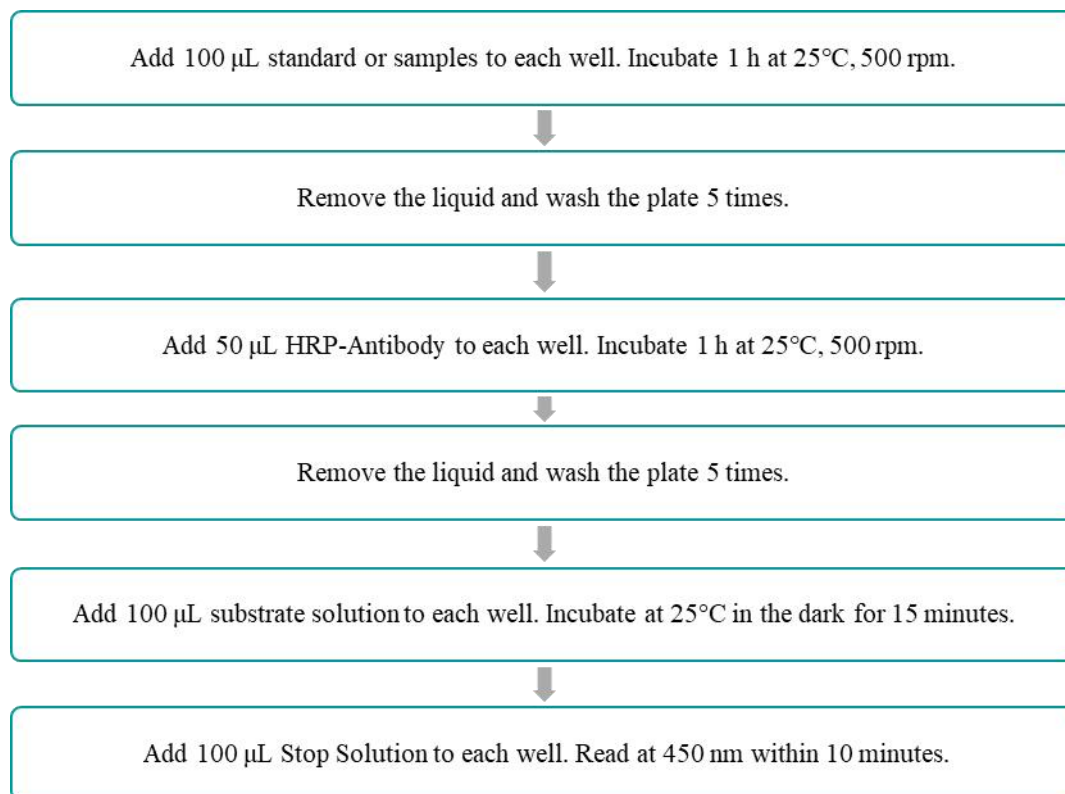 Add 100 μL standard or samples to each well. Incubate 1 h at 25℃, 500 rpm.
Remove the liquid and wash the plate 5 times.
Add 50 μL HRP-Antibody to each well. Incubate 1 h at 25℃, 500 rpm.
Remove the liquid and wash the plate 5 times.
Add 100 μL substrate solution to each well. Incubate at 25℃ in the dark for 15 minutes.
Add 100 μL Stop Solution to each well. Read at 450 nm within 10 minutes.